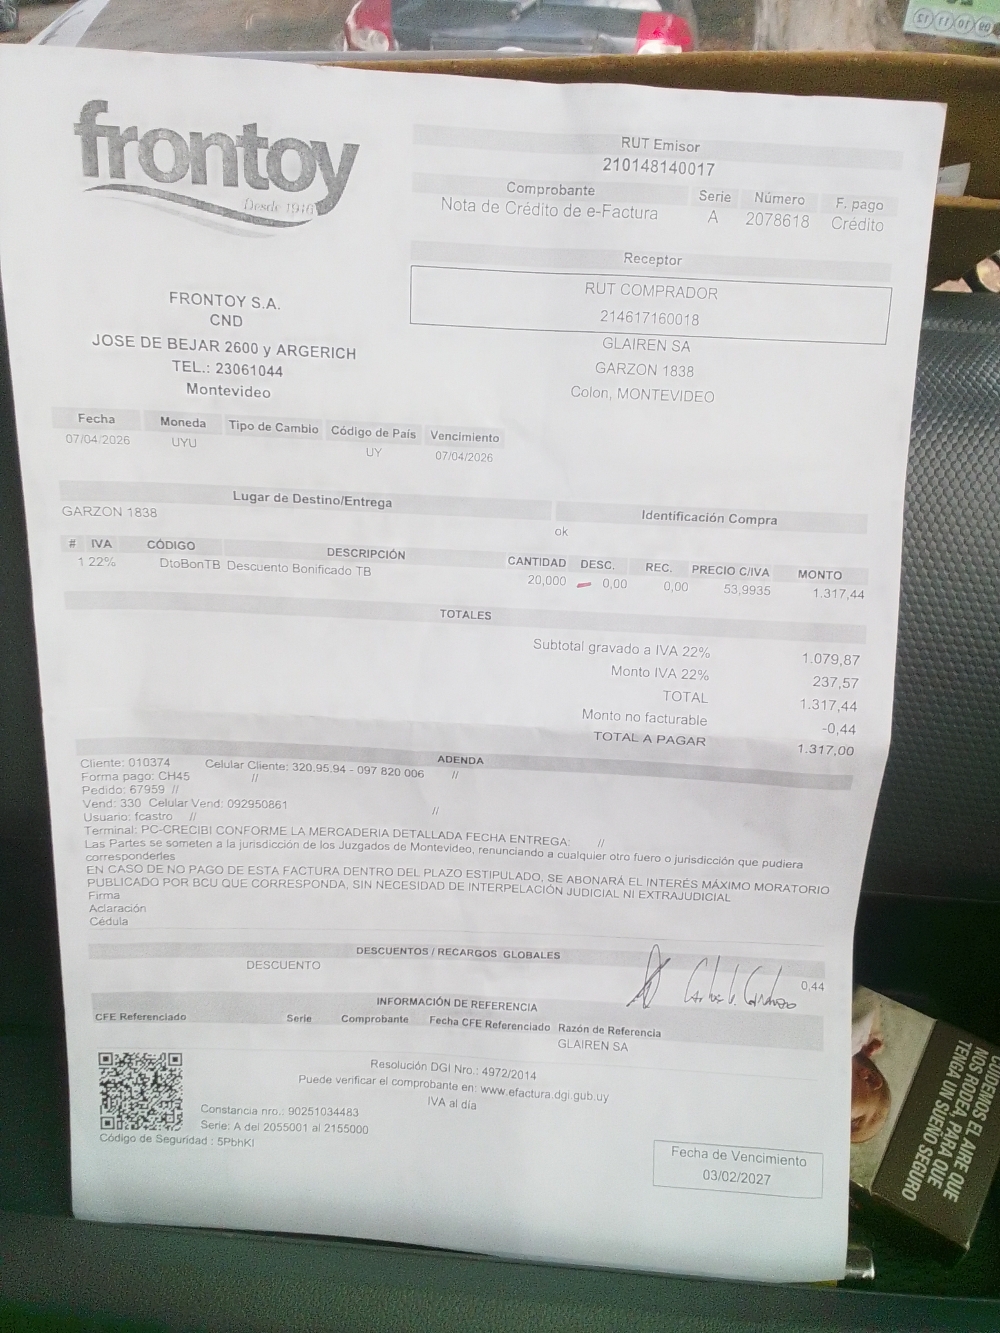 frontoy
Desde 1916
RUT Emisor
210148140017
Comprobante Serie Número F. pago
Nota de Crédito de e-Factura A 2078618 Crédito
Receptor
RUT COMPRADOR
214617160018
GLAIREN SA
GARZON 1838
Colon, MONTEVIDEO
FRONTOY S.A.
CND
JOSE DE BEJAR 2600 y ARGERICH
TEL.: 23061044
Montevideo
Fecha Moneda Tipo de Cambio Código de País Vencimiento
07/04/2026 UYU UY 07/04/2026
Lugar de Destino/Entrega Identificación Compra
GARZON 1838 ok
# IVA CÓDIGO DESCRIPCIÓN CANTIDAD DESC. REC. PRECIO C/IVA MONTO
1 22% DtoBonTB Descuento Bonificado TB 20,000 0,00 0,00 53,9935 1.317,44
TOTALES
Subtotal gravado a IVA 22% 1.079,87
Monto IVA 22% 237,57
TOTAL 1.317,44
Monto no facturable -0,44
TOTAL A PAGAR 1.317,00
ADENDA
Cliente: 010374 Celular Cliente: 320.95.94 - 097 820 006 //
Forma pago: CH45 //
Pedido: 67959 //
Vend: 330 Celular Vend: 092950861 //
Usuario: fcastro //
Terminal: PC-CRECIBI CONFORME LA MERCADERIA DETALLADA FECHA ENTREGA: //
Las Partes se someten a la jurisdicción de los Juzgados de Montevideo, renunciando a cualquier otro fuero o jurisdicción que pudiera
corresponderles
EN CASO DE NO PAGO DE ESTA FACTURA DENTRO DEL PLAZO ESTIPULADO, SE ABONARÁ EL INTERÉS MÁXIMO MORATORIO
PUBLICADO POR BCU QUE CORRESPONDA, SIN NECESIDAD DE INTERPELACIÓN JUDICIAL NI EXTRAJUDICIAL
Firma
Aclaración
Cédula
DESCUENTOS / RECARGOS GLOBALES
DESCUENTO 0,44
INFORMACIÓN DE REFERENCIA
CFE Referenciado Serie Comprobante Fecha CFE Referenciado Razón de Referencia
GLAIREN SA
Resolución DGI Nro.: 4972/2014
Puede verificar el comprobante en: www.efactura.dgi.gub.uy
IVA al día
Constancia nro.: 90251034483
Serie: A del 2055001 al 2155000
Código de Seguridad : 5PbhKI
Fecha de Vencimiento
03/02/2027
CUIDEMOS EL AIRE QUE
NOS RODEA PARA QUE
TENGA UN SUEÑO SEGURO
09 10 11 12